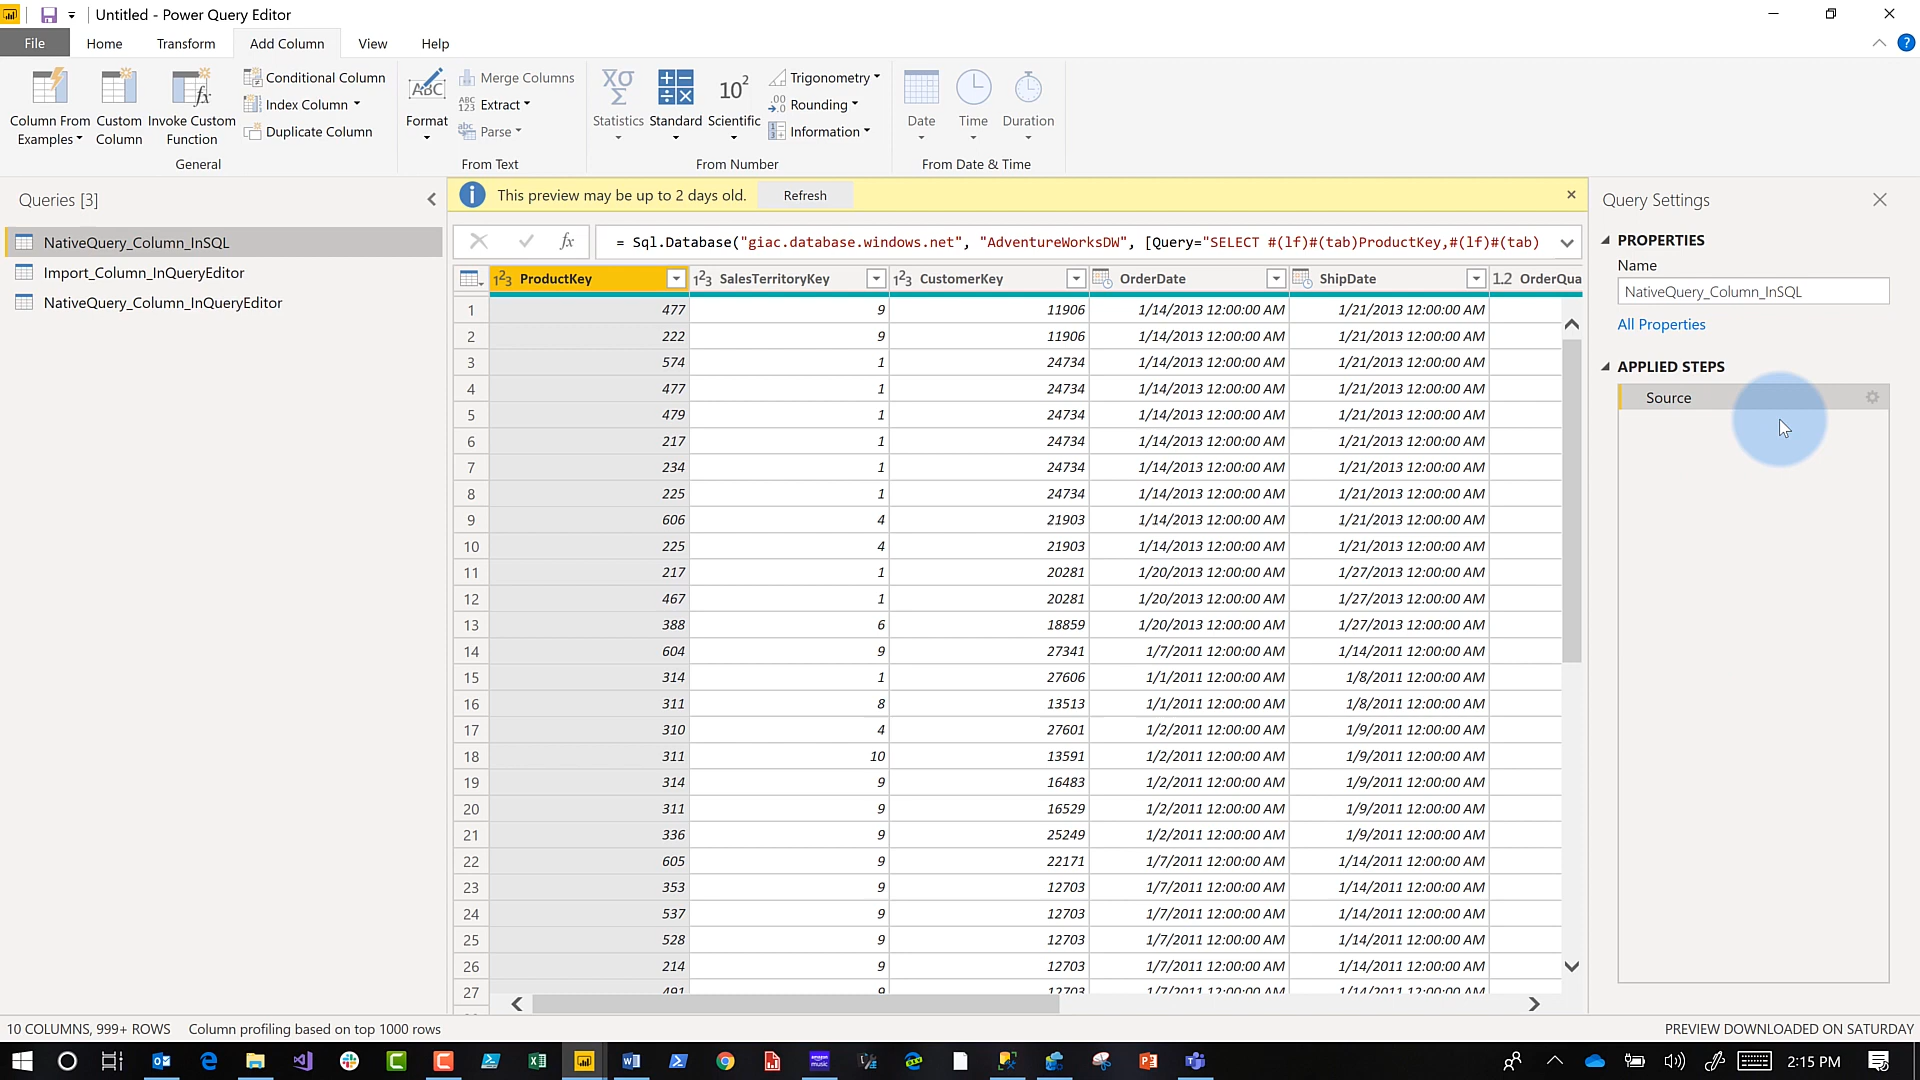 Untitled - Power Query Editor
File Home Transform Add Column View Help
Column From Examples
Custom Column
Invoke Custom Function
Conditional Column
Index Column
Duplicate Column
General
Format
Merge Columns
Extract
Parse
From Text
Statistics
Standard
Scientific
Trigonometry
Rounding
Information
From Number
Date
Time
Duration
From Date & Time
Queries [3]
NativeQuery_Column_InSQL
Import_Column_InQueryEditor
NativeQuery_Column_InQueryEditor
This preview may be up to 2 days old. Refresh
fx = Sql.Database("giac.database.windows.net", "AdventureWorksDW", [Query="SELECT #(lf)#(tab)ProductKey,#(lf)#(tab)
ProductKey SalesTerritoryKey CustomerKey OrderDate ShipDate 1.2 OrderQua
1 477 9 11906 1/14/2013 12:00:00 AM 1/21/2013 12:00:00 AM
2 222 9 11906 1/14/2013 12:00:00 AM 1/21/2013 12:00:00 AM
3 574 1 24734 1/14/2013 12:00:00 AM 1/21/2013 12:00:00 AM
4 477 1 24734 1/14/2013 12:00:00 AM 1/21/2013 12:00:00 AM
5 479 1 24734 1/14/2013 12:00:00 AM 1/21/2013 12:00:00 AM
6 217 1 24734 1/14/2013 12:00:00 AM 1/21/2013 12:00:00 AM
7 234 1 24734 1/14/2013 12:00:00 AM 1/21/2013 12:00:00 AM
8 225 1 24734 1/14/2013 12:00:00 AM 1/21/2013 12:00:00 AM
9 606 4 21903 1/14/2013 12:00:00 AM 1/21/2013 12:00:00 AM
10 225 4 21903 1/14/2013 12:00:00 AM 1/21/2013 12:00:00 AM
11 217 1 20281 1/20/2013 12:00:00 AM 1/27/2013 12:00:00 AM
12 467 1 20281 1/20/2013 12:00:00 AM 1/27/2013 12:00:00 AM
13 388 6 18859 1/20/2013 12:00:00 AM 1/27/2013 12:00:00 AM
14 604 9 27341 1/7/2011 12:00:00 AM 1/14/2011 12:00:00 AM
15 314 1 27606 1/1/2011 12:00:00 AM 1/8/2011 12:00:00 AM
16 311 8 13513 1/1/2011 12:00:00 AM 1/8/2011 12:00:00 AM
17 310 4 27601 1/2/2011 12:00:00 AM 1/9/2011 12:00:00 AM
18 311 10 13591 1/2/2011 12:00:00 AM 1/9/2011 12:00:00 AM
19 314 9 16483 1/2/2011 12:00:00 AM 1/9/2011 12:00:00 AM
20 311 9 16529 1/2/2011 12:00:00 AM 1/9/2011 12:00:00 AM
21 336 9 25249 1/2/2011 12:00:00 AM 1/9/2011 12:00:00 AM
22 605 9 22171 1/7/2011 12:00:00 AM 1/14/2011 12:00:00 AM
23 353 9 12703 1/7/2011 12:00:00 AM 1/14/2011 12:00:00 AM
24 537 9 12703 1/7/2011 12:00:00 AM 1/14/2011 12:00:00 AM
25 528 9 12703 1/7/2011 12:00:00 AM 1/14/2011 12:00:00 AM
26 214 9 12703 1/7/2011 12:00:00 AM 1/14/2011 12:00:00 AM
27 491 9 12703 1/7/2011 12:00:00 AM 1/14/2011 12:00:00 AM
Query Settings
PROPERTIES
Name
NativeQuery_Column_InSQL
All Properties
APPLIED STEPS
Source
10 COLUMNS, 999+ ROWS Column profiling based on top 1000 rows
PREVIEW DOWNLOADED ON SATURDAY
2:15 PM